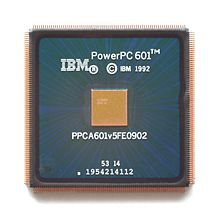 PowerPC 601™
IBM® © IBM 1992
PPCA601v5FE0902
53 14
1954214112